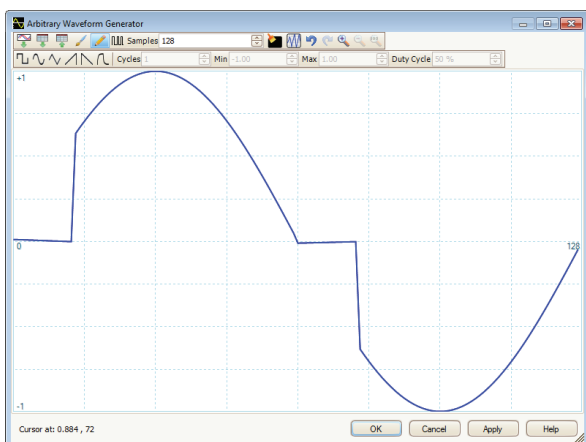 Arbitrary Waveform Generator
Samples 128
Cycles 1 Min -1.00 Max 1.00 Duty Cycle 50 %
+1
0 128
-1
Cursor at: 0.884 , 72 OK Cancel Apply Help